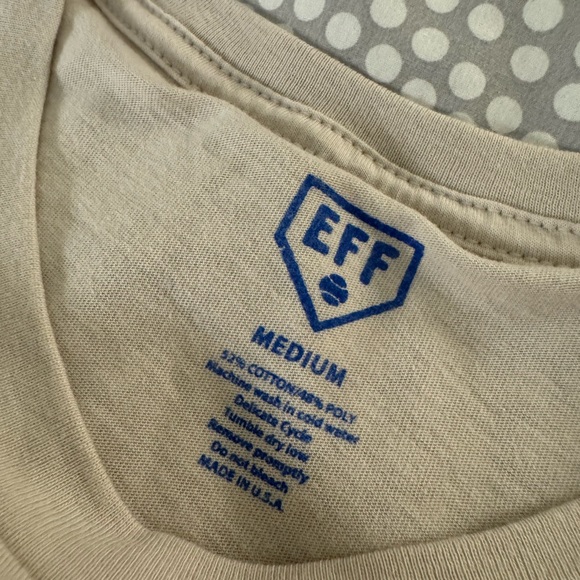 EFF
MEDIUM
52% COTTON/48% POLY
Machine wash in cold water
Delicate Cycle
Tumble dry low
Remove promptly
Do not bleach
MADE IN U.S.A.